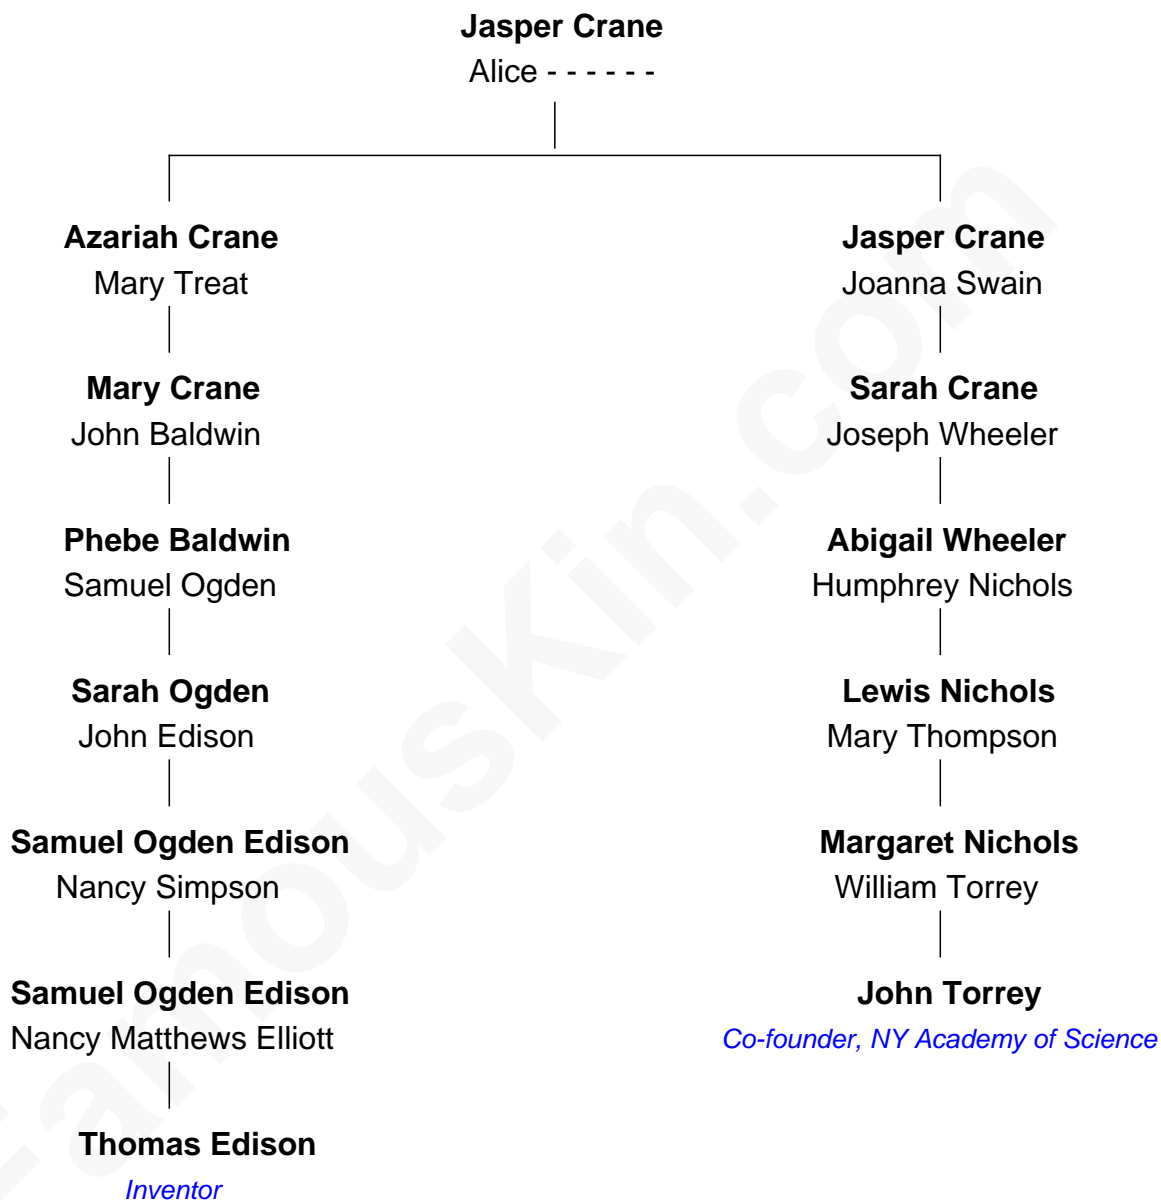 Jasper Crane
Alice - - - - - -
Azariah Crane
Mary Treat
Jasper Crane
Joanna Swain
Mary Crane
John Baldwin
Sarah Crane
Joseph Wheeler
Phebe Baldwin
Samuel Ogden
Abigail Wheeler
Humphrey Nichols
Sarah Ogden
John Edison
Lewis Nichols
Mary Thompson
Samuel Ogden Edison
Nancy Simpson
Margaret Nichols
William Torrey
Samuel Ogden Edison
Nancy Matthews Elliott
John Torrey
Co-founder, NY Academy of Science
Thomas Edison
Inventor
FamousKin.com